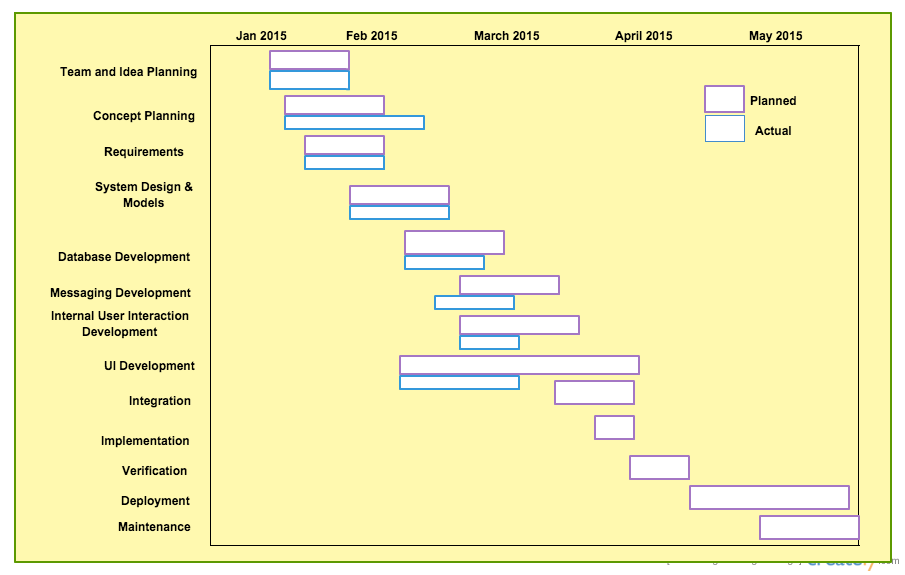 Jan 2015 Feb 2015 March 2015 April 2015 May 2015
Team and Idea Planning
Planned
Concept Planning
Actual
Requirements
System Design &
Models
Database Development
Messaging Development
Internal User Interaction
Development
UI Development
Integration
Implementation
Verification
Deployment
Maintenance